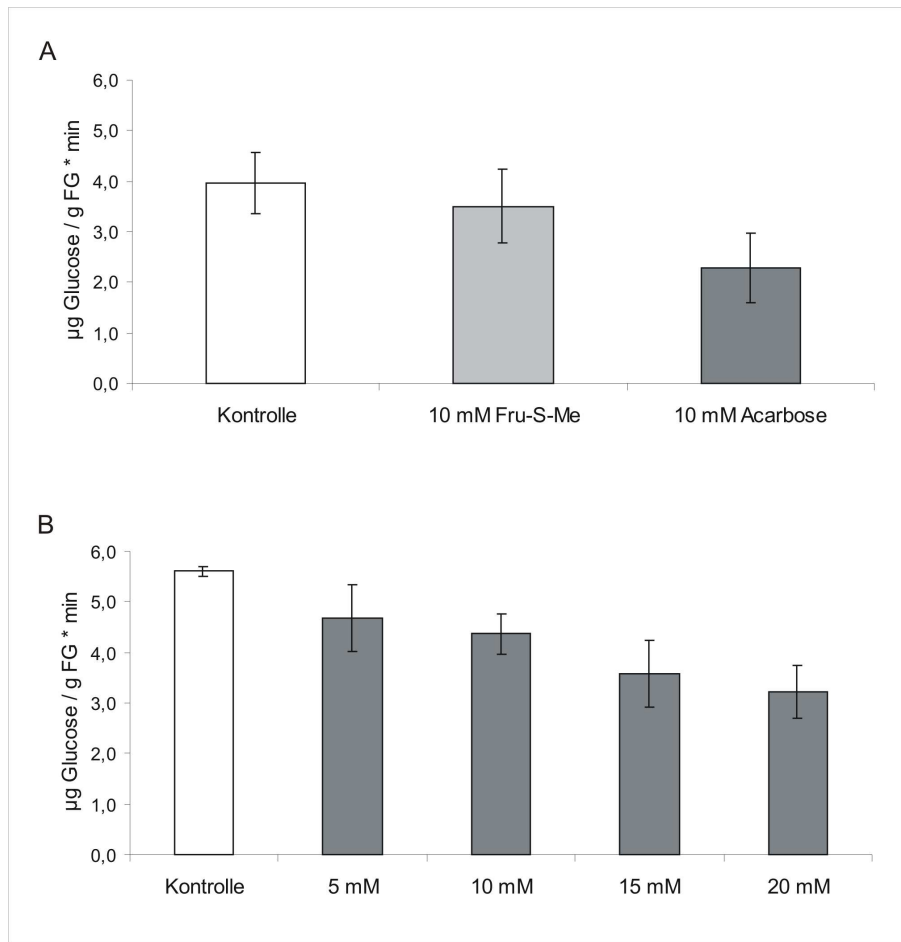 A
µg Glucose / g FG * min
6,0
5,0
4,0
3,0
2,0
1,0
0,0
Kontrolle 10 mM Fru-S-Me 10 mM Acarbose
B
µg Glucose / g FG * min
6,0
5,0
4,0
3,0
2,0
1,0
0,0
Kontrolle 5 mM 10 mM 15 mM 20 mM